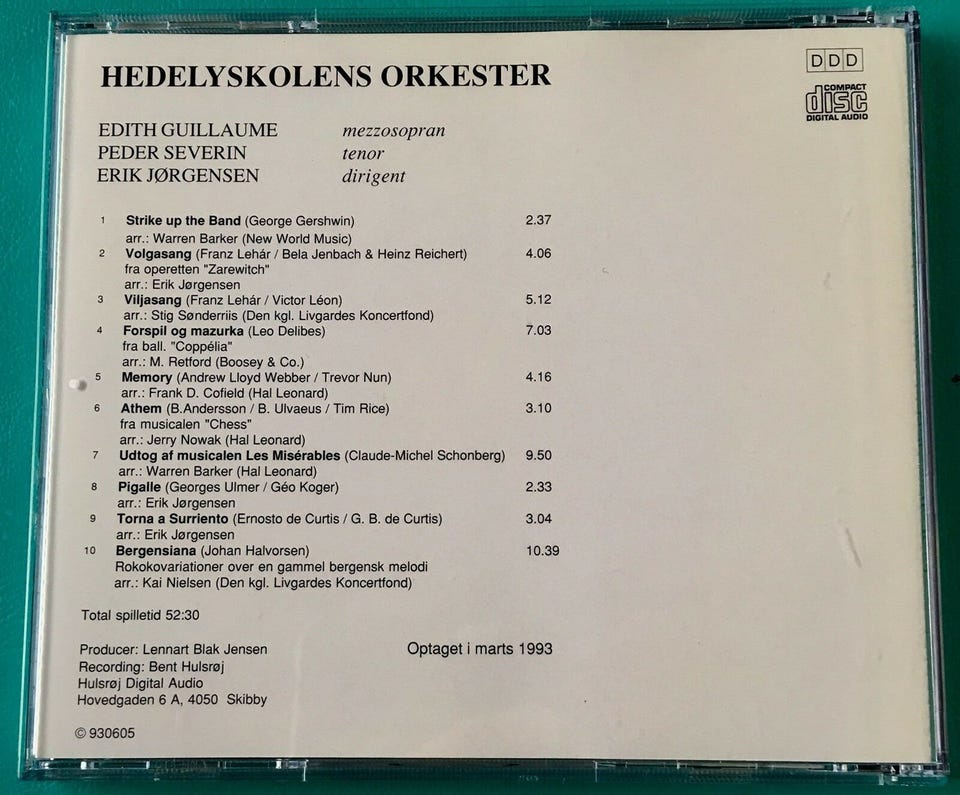 HEDELYSKOLENS ORKESTER
DDD
COMPACT
disc
DIGITAL AUDIO
EDITH GUILLAUME mezzosopran
PEDER SEVERIN tenor
ERIK JØRGENSEN dirigent
1 Strike up the Band (George Gershwin) 2.37
arr.: Warren Barker (New World Music)
2 Volgasang (Franz Lehár / Bela Jenbach & Heinz Reichert) 4.06
fra operetten "Zarewitch"
arr.: Erik Jørgensen
3 Viljasang (Franz Lehár / Victor Léon) 5.12
arr.: Stig Sønderriis (Den kgl. Livgardes Koncertfond)
4 Forspil og mazurka (Leo Delibes) 7.03
fra ball. "Coppélia"
arr.: M. Retford (Boosey & Co.)
5 Memory (Andrew Lloyd Webber / Trevor Nun) 4.16
arr.: Frank D. Cofield (Hal Leonard)
6 Athem (B.Andersson / B. Ulvaeus / Tim Rice) 3.10
fra musicalen "Chess"
arr.: Jerry Nowak (Hal Leonard)
7 Udtog af musicalen Les Misérables (Claude-Michel Schonberg) 9.50
arr.: Warren Barker (Hal Leonard)
8 Pigalle (Georges Ulmer / Géo Koger) 2.33
arr.: Erik Jørgensen
9 Torna a Surriento (Ernosto de Curtis / G. B. de Curtis) 3.04
arr.: Erik Jørgensen
10 Bergensiana (Johan Halvorsen) 10.39
Rokokovariationer over en gammel bergensk melodi
arr.: Kai Nielsen (Den kgl. Livgardes Koncertfond)
Total spilletid 52:30
Producer: Lennart Blak Jensen Optaget i marts 1993
Recording: Bent Hulsrøj
Hulsrøj Digital Audio
Hovedgaden 6 A, 4050 Skibby
© 930605